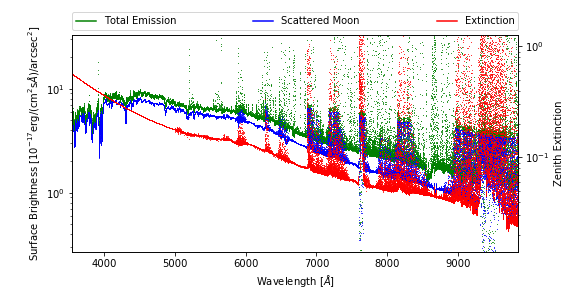 Total Emission Scattered Moon Extinction
Surface Brightness [10⁻¹⁷erg/(cm²sÅ)/arcsec²]
10¹
10⁰
10⁰
10⁻¹
Zenith Extinction
4000 5000 6000 7000 8000 9000
Wavelength [Å]